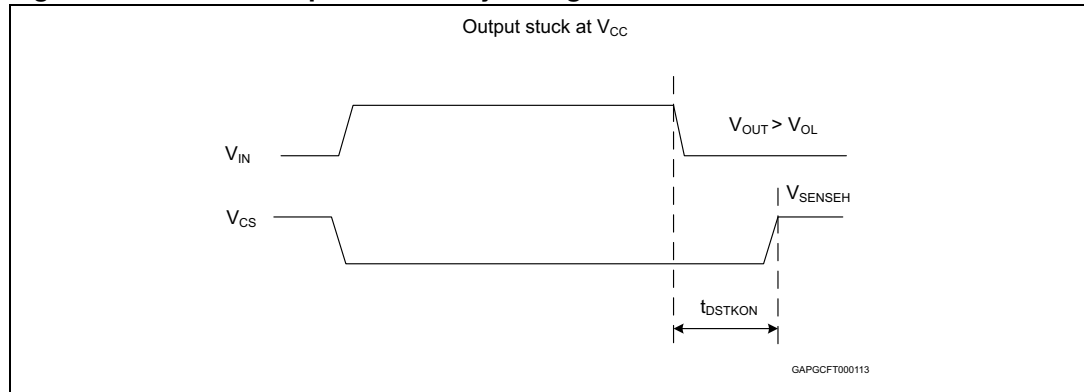 Output stuck at VCC
VOUT > VOL
VIN
VSENSEH
VCS
tDSTKON
GAPGCFT000113